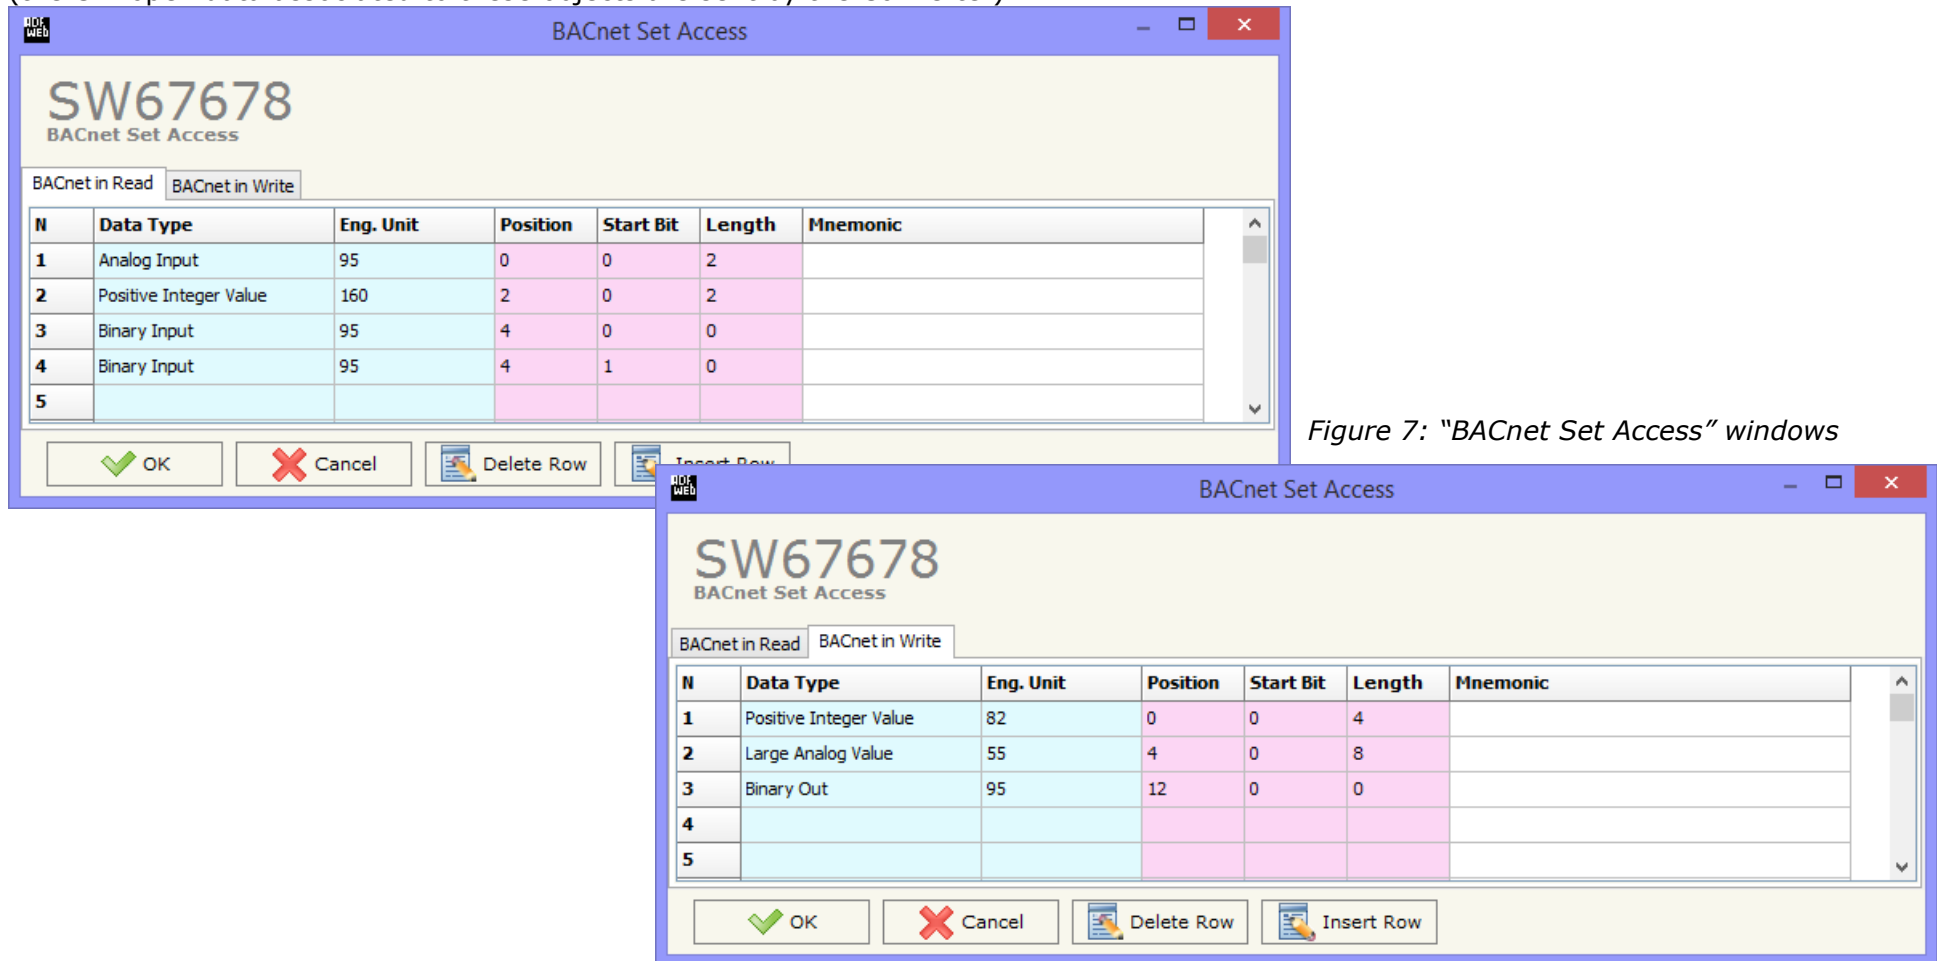 ADF
WEB
BACnet Set Access
SW67678
BACnet Set Access
BACnet in Read BACnet in Write
N Data Type Eng. Unit Position Start Bit Length Mnemonic
1 Analog Input 95 0 0 2
2 Positive Integer Value 160 2 0 2
3 Binary Input 95 4 0 0
4 Binary Input 95 4 1 0
5
OK Cancel Delete Row Insert Row
Figure 7: “BACnet Set Access” windows
ADF
WEB
BACnet Set Access
SW67678
BACnet Set Access
BACnet in Read BACnet in Write
N Data Type Eng. Unit Position Start Bit Length Mnemonic
1 Positive Integer Value 82 0 0 4
2 Large Analog Value 55 4 0 8
3 Binary Out 95 12 0 0
4
5
OK Cancel Delete Row Insert Row